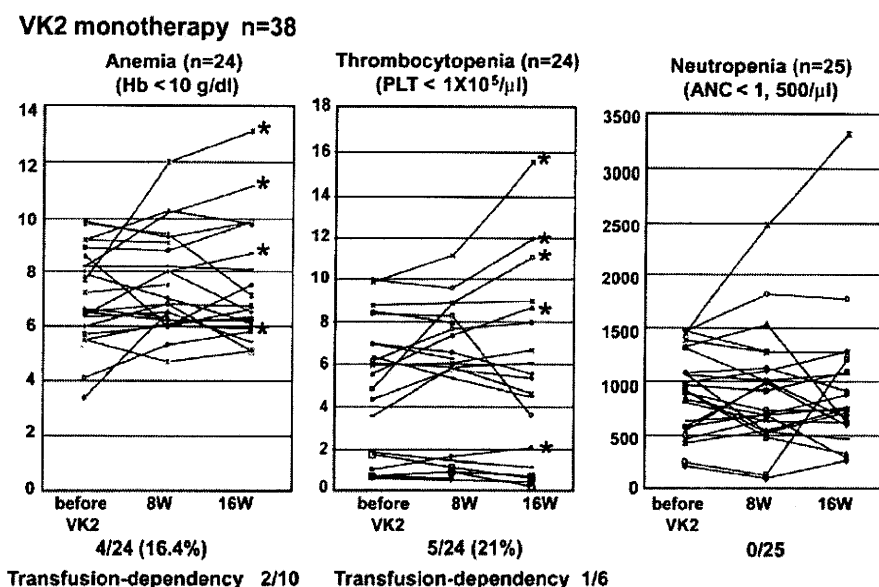 VK2 monotherapy n=38
Anemia (n=24)
(Hb < 10 g/dl)
14
12
10
8
6
4
2
0
*
*
*
*
before VK2
8W
16W
4/24 (16.4%)
Transfusion-dependency 2/10
Thrombocytopenia (n=24)
(PLT < 1X10⁵/µl)
18
16
14
12
10
8
6
4
2
0
*
*
*
*
*
before VK2
8W
16W
5/24 (21%)
Transfusion-dependency 1/6
Neutropenia (n=25)
(ANC < 1, 500/µl)
3500
3000
2500
2000
1500
1000
500
0
before VK2
8W
16W
0/25